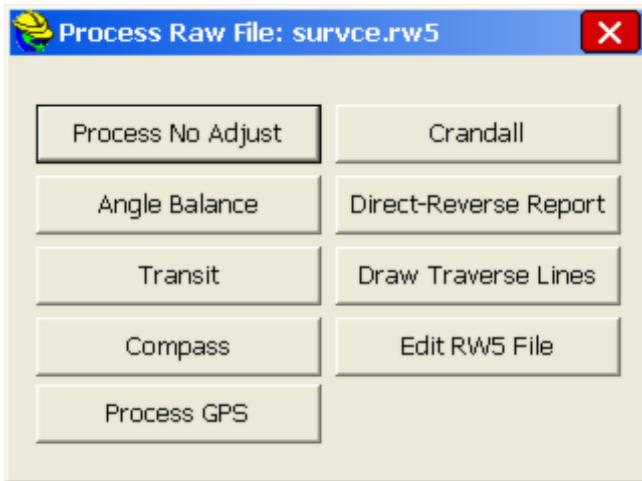 Process Raw File: survce.rw5
Process No Adjust
Crandall
Angle Balance
Direct-Reverse Report
Transit
Draw Traverse Lines
Compass
Edit RW5 File
Process GPS